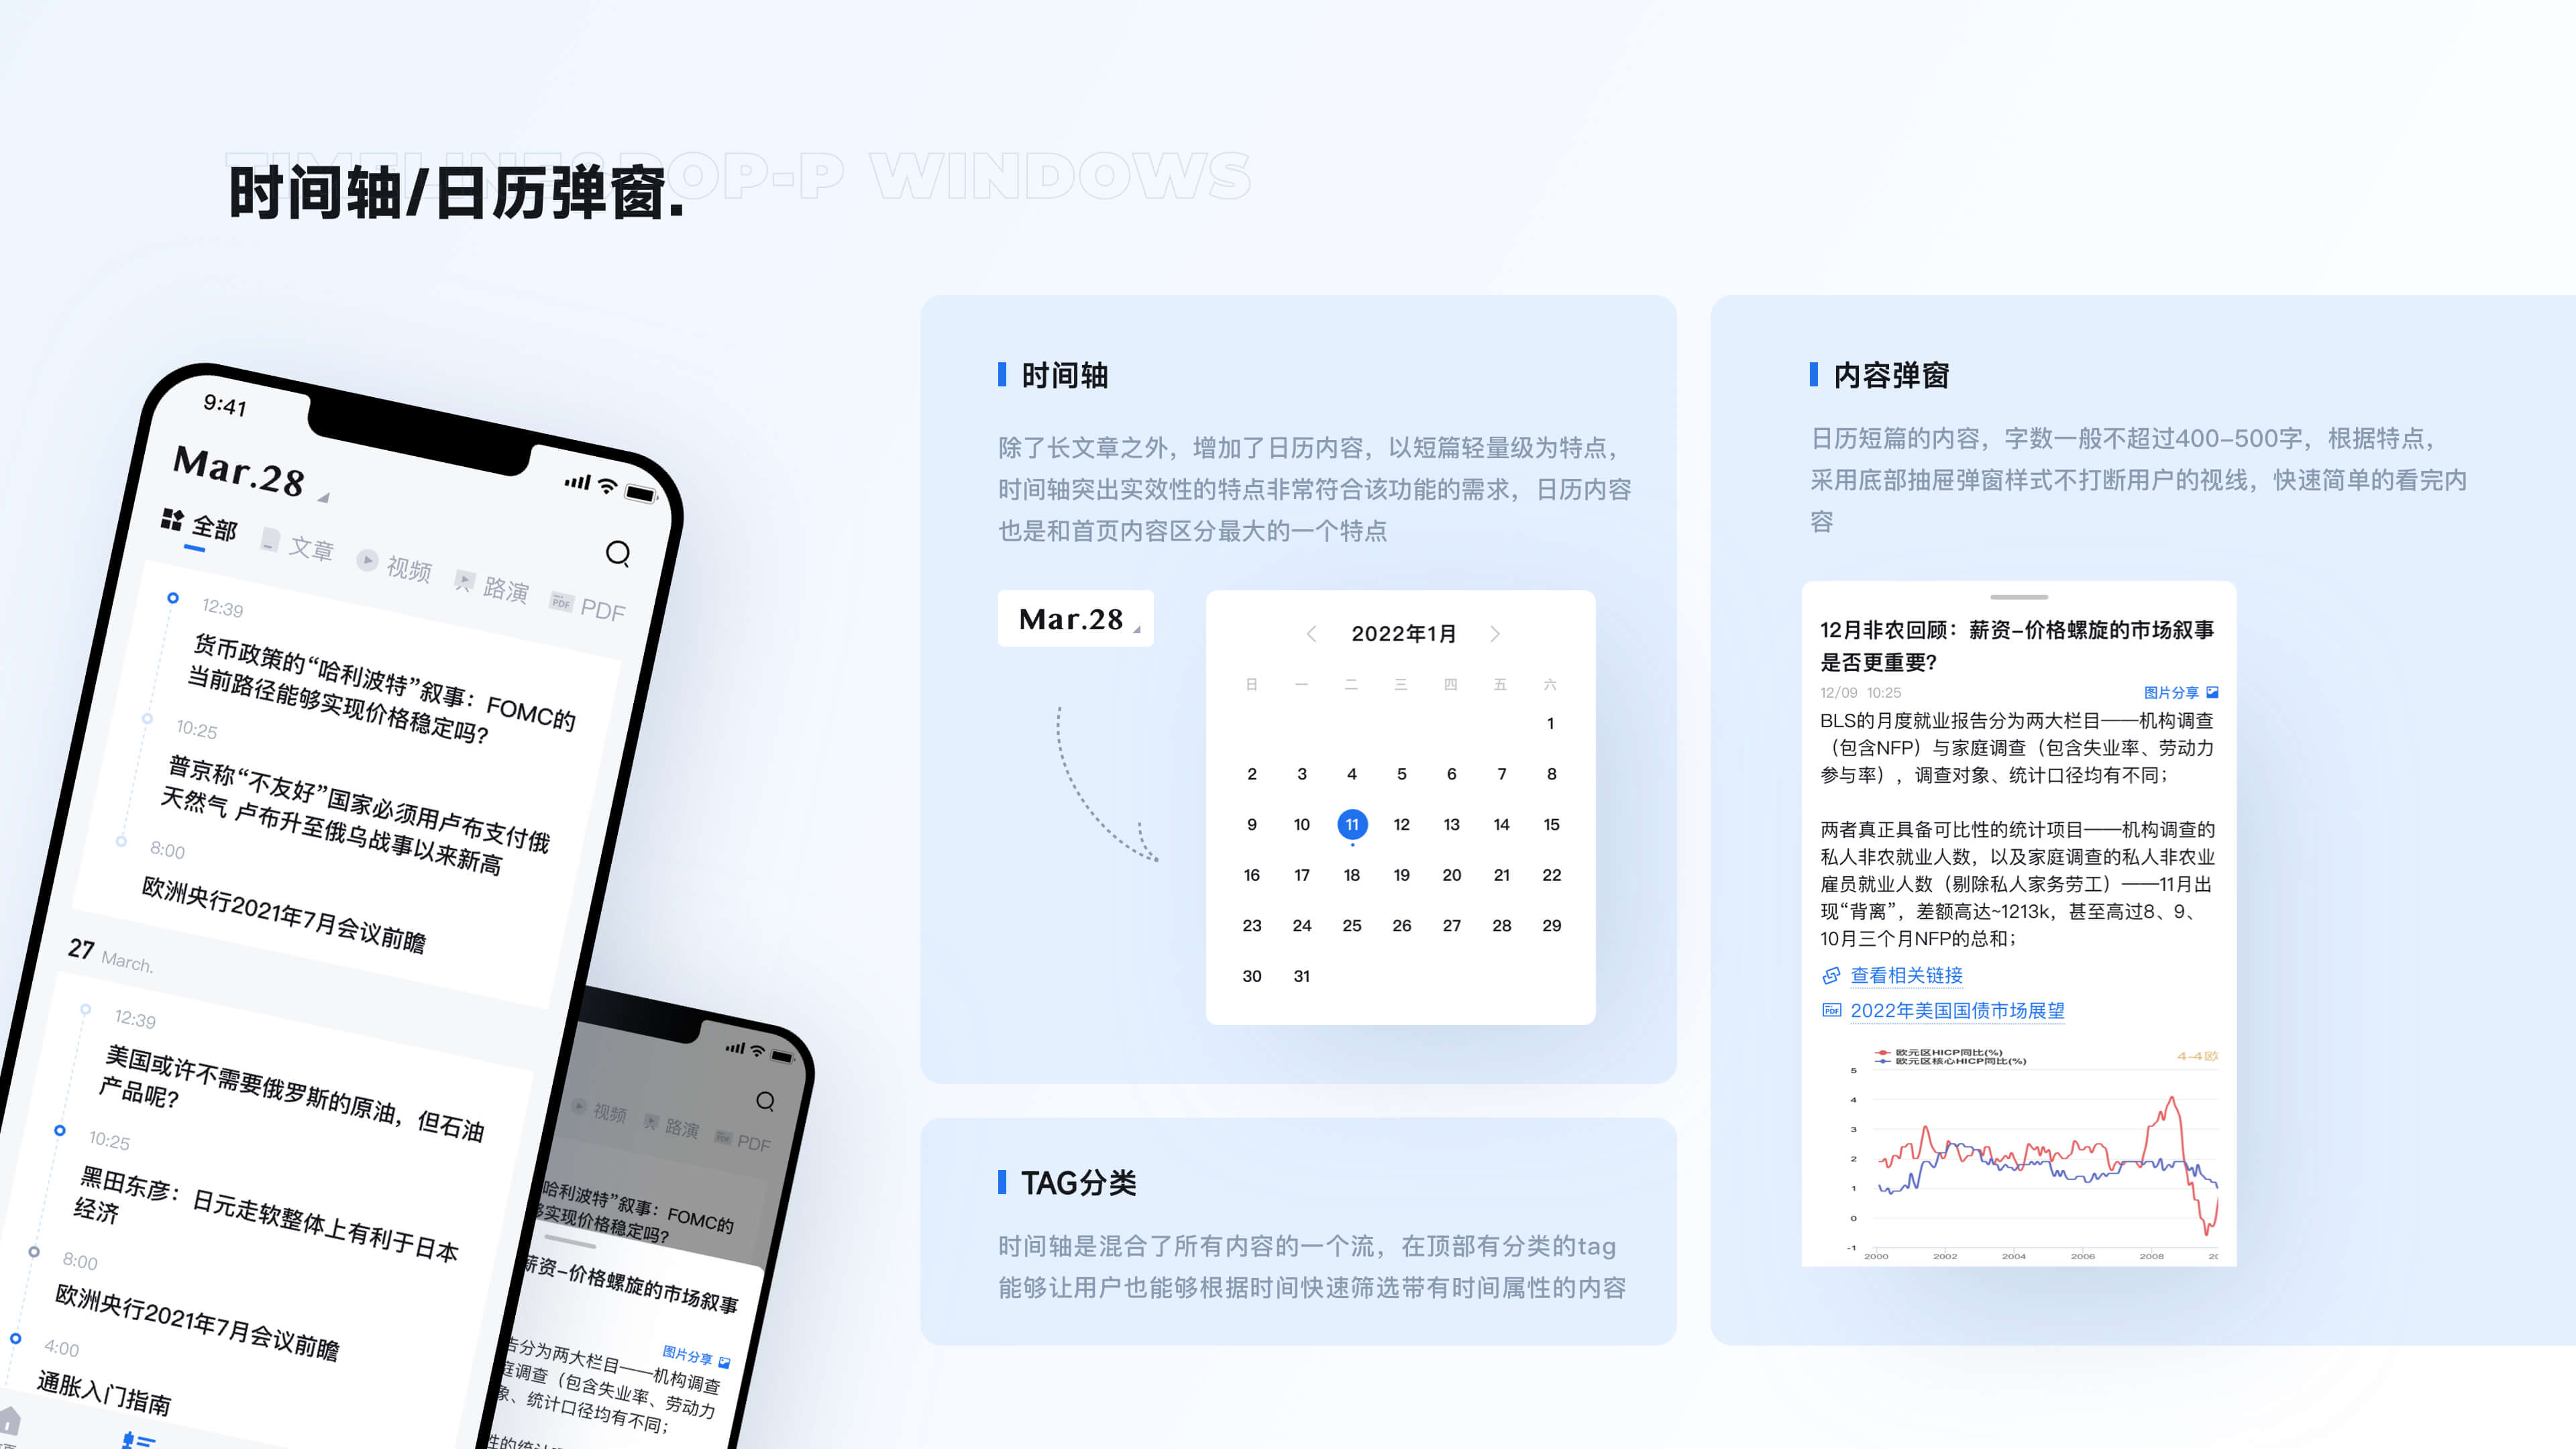 TIMELINE&POP-P WINDOWS
时间轴/日历弹窗.
9:41
Mar.28
全部 文章 视频 路演 PDF PDF
12:39
货币政策的“哈利波特”叙事：FOMC的
当前路径能够实现价格稳定吗？
10:25
普京称“不友好”国家必须用卢布支付俄
天然气 卢布升至俄乌战事以来新高
8:00
欧洲央行2021年7月会议前瞻
27 March.
12:39
美国或许不需要俄罗斯的原油，但石油
产品呢？
10:25
黑田东彦：日元走软整体上有利于日本
经济
8:00
欧洲央行2021年7月会议前瞻
4:00
通胀入门指南
视频 路演 PDF PDF
哈利波特”叙事：FOMC的
实现价格稳定吗？
薪资–价格螺旋的市场叙事
图片分享
告分为两大栏目——机构调查
庭调查（包含失业率、劳动力
象、统计口径均有不同；
时间轴
除了长文章之外，增加了日历内容，以短篇轻量级为特点，
时间轴突出实效性的特点非常符合该功能的需求，日历内容
也是和首页内容区分最大的一个特点
Mar.28
2022年1月
日 一 二 三 四 五 六
1
2 3 4 5 6 7 8
9 10 11 12 13 14 15
16 17 18 19 20 21 22
23 24 25 26 27 28 29
30 31
TAG分类
时间轴是混合了所有内容的一个流，在顶部有分类的tag
能够让用户也能够根据时间快速筛选带有时间属性的内容
内容弹窗
日历短篇的内容，字数一般不超过400–500字，根据特点，
采用底部抽屉弹窗样式不打断用户的视线，快速简单的看完内
容
12月非农回顾：薪资–价格螺旋的市场叙事
是否更重要？
12/09 10:25 图片分享
BLS的月度就业报告分为两大栏目——机构调查
（包含NFP）与家庭调查（包含失业率、劳动力
参与率），调查对象、统计口径均有不同；
两者真正具备可比性的统计项目——机构调查的
私人非农就业人数，以及家庭调查的私人非农业
雇员就业人数（剔除私人家务劳工）——11月出
现“背离”，差额高达~1213k，甚至高过8、9、
10月三个月NFP的总和；
查看相关链接
PDF 2022年美国国债市场展望
欧元区HICP同比(%)
欧元区核心HICP同比(%)
4-4欧
5
4
3
2
1
0
-1
2000 2002 2004 2006 2008 20